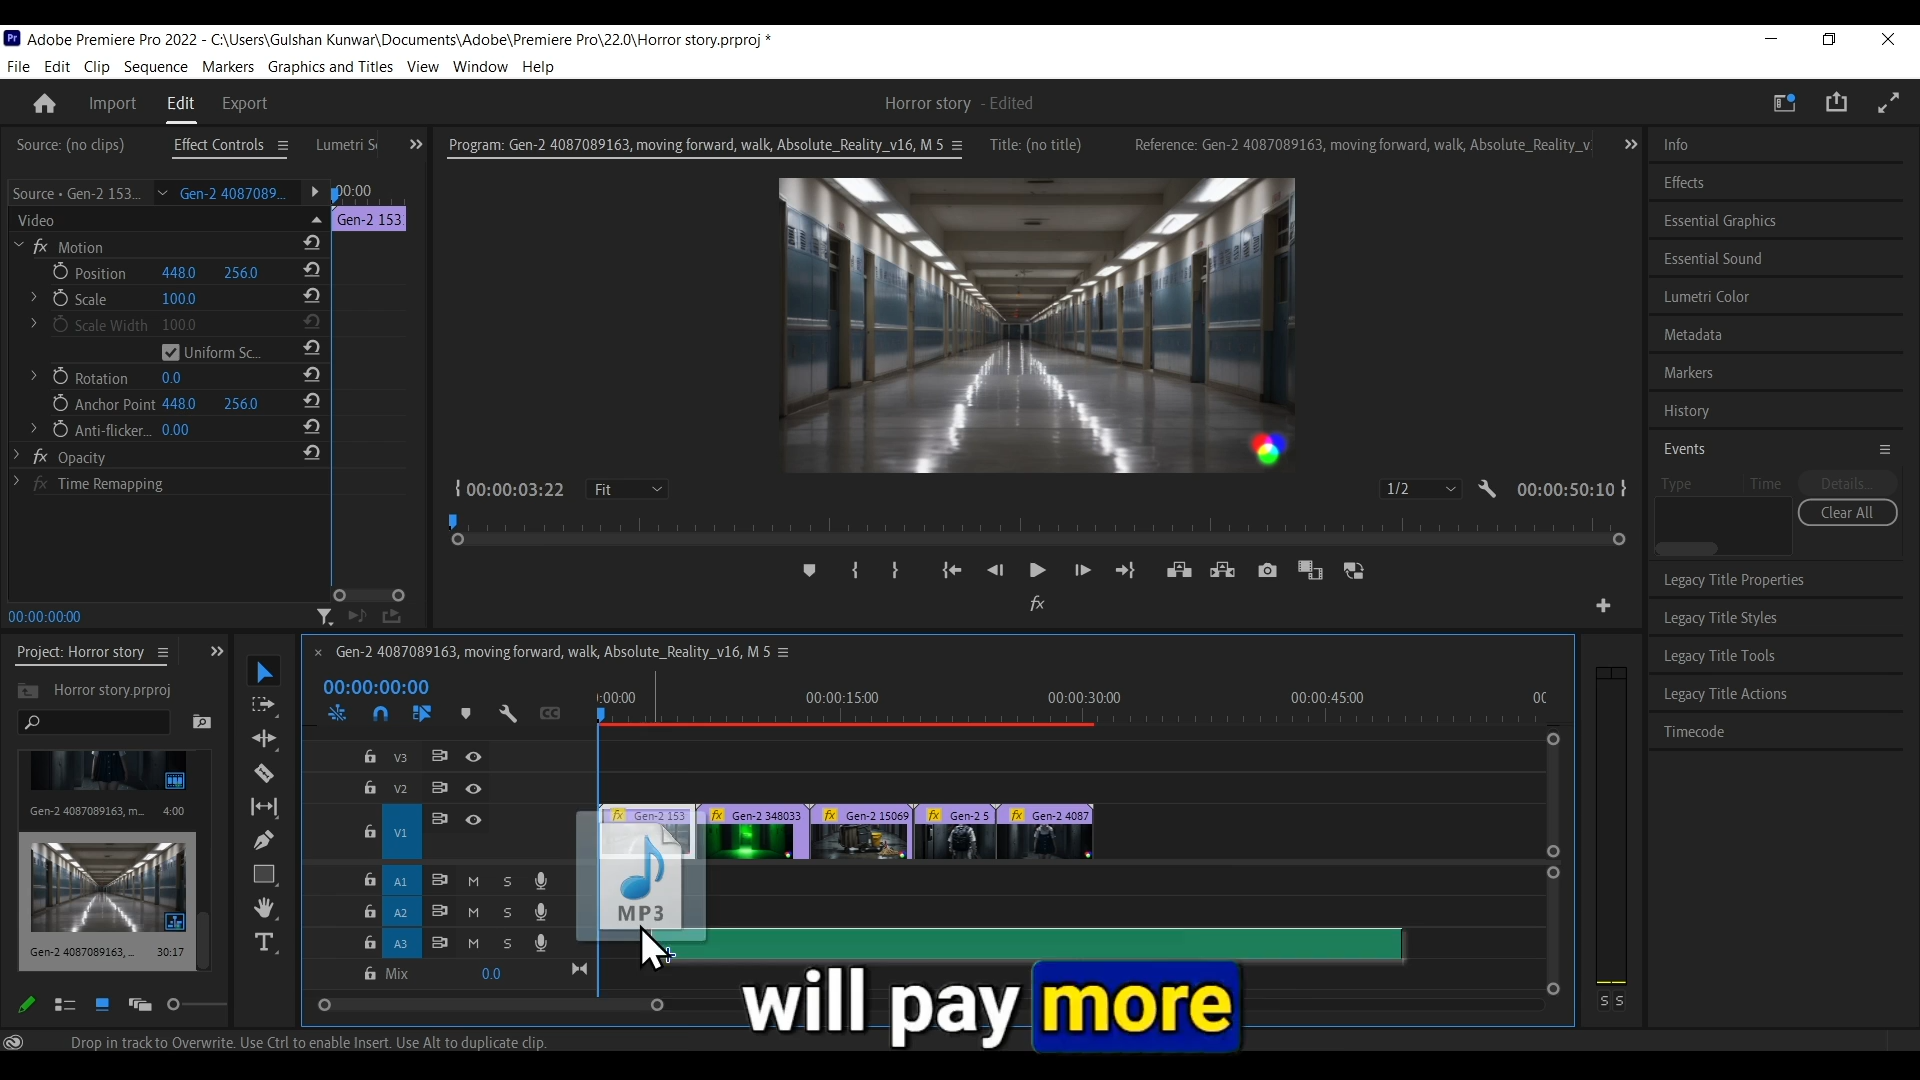 Pr Adobe Premiere Pro 2022 - C:\Users\Gulshan Kunwar\Documents\Adobe\Premiere Pro\22.0\Horror story.prproj *
File Edit Clip Sequence Markers Graphics and Titles View Window Help
Import Edit Export
Horror story - Edited
Source: (no clips) Effect Controls Lumetri Sc
Program: Gen-2 4087089163, moving forward, walk, Absolute_Reality_v16, M 5 Title: (no title) Reference: Gen-2 4087089163, moving forward, walk, Absolute_Reality_v
Source • Gen-2 153... Gen-2 4087089... 00:00
Video Gen-2 153
fx Motion
Position 448.0 256.0
Scale 100.0
Scale Width 100.0
Uniform Sc...
Rotation 0.0
Anchor Point 448.0 256.0
Anti-flicker... 0.00
fx Opacity
fx Time Remapping
00:00:00:00
00:00:03:22 Fit 1/2 00:00:50:10
fx
Info
Effects
Essential Graphics
Essential Sound
Lumetri Color
Metadata
Markers
History
Events
Type Time Details...
Clear All
Legacy Title Properties
Legacy Title Styles
Legacy Title Tools
Legacy Title Actions
Timecode
Project: Horror story
Horror story.prproj
Gen-2 4087089163, m... 4:00
Gen-2 4087089163, ... 30:17
T
× Gen-2 4087089163, moving forward, walk, Absolute_Reality_v16, M 5
00:00:00:00
:00:00 00:00:15:00 00:00:30:00 00:00:45:00
CC
V3
V2
V1
fx Gen-2 153 fx Gen-2 348033 fx Gen-2 15069 fx Gen-2 5 fx Gen-2 4087
A1 M S
A2 M S
A3 M S
Mix 0.0
MP3
S S
will pay more
Drop in track to Overwrite. Use Ctrl to enable Insert. Use Alt to duplicate clip.